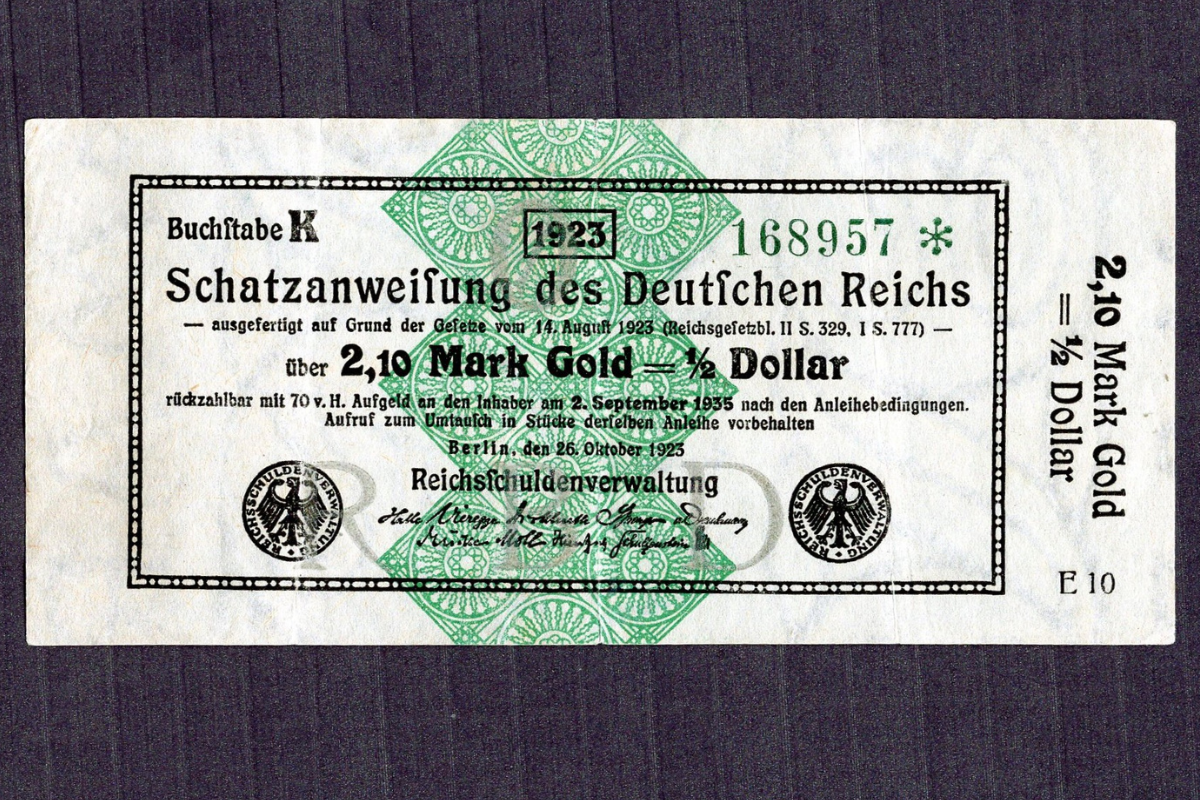 Buchſtabe K
1923
168957 *
Schatzanweiſung des Deutſchen Reichs
— ausgefertigt auf Grund der Geſetze vom 14. Auguſt 1923 (Reichsgeſetzbl. II S. 329, I S. 777) —
über 2,10 Mark Gold = ½ Dollar
rückzahlbar mit 70 v. H. Aufgeld an den Inhaber am 2. September 1935 nach den Anleihebedingungen.
Aufruf zum Umtauſch in Stücke derſelben Anleihe vorbehalten
Berlin, den 26. Oktober 1923
Reichsſchuldenverwaltung
REICHSSCHULDENVERWALTUNG
REICHSSCHULDENVERWALTUNG
R B D
2,10 Mark Gold
= ½ Dollar
E 10